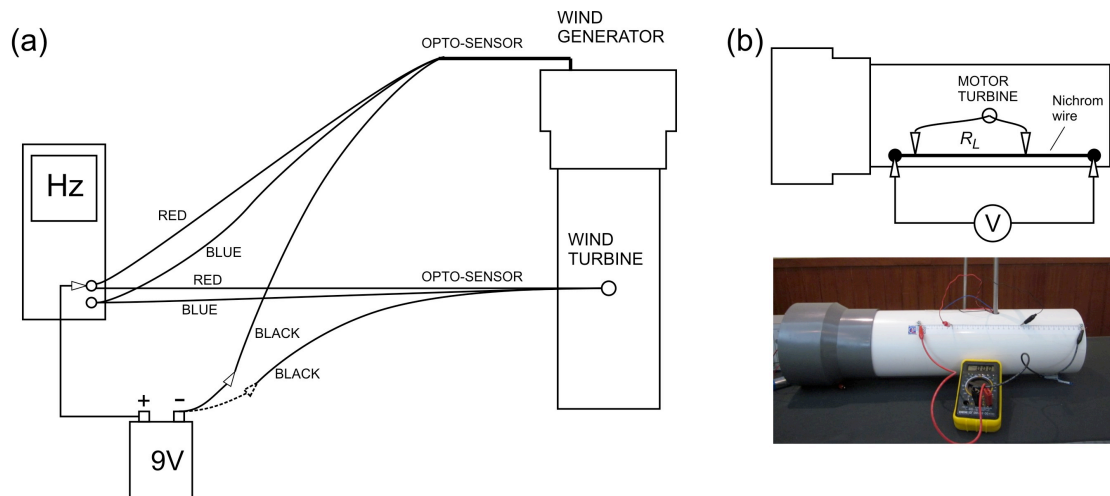 (a)
WIND
GENERATOR
OPTO-SENSOR
Hz
RED
BLUE
RED
BLUE
OPTO-SENSOR
WIND
TURBINE
BLACK
BLACK
+
−
9V
(b)
MOTOR
TURBINE
Nichrom
wire
R_L
V